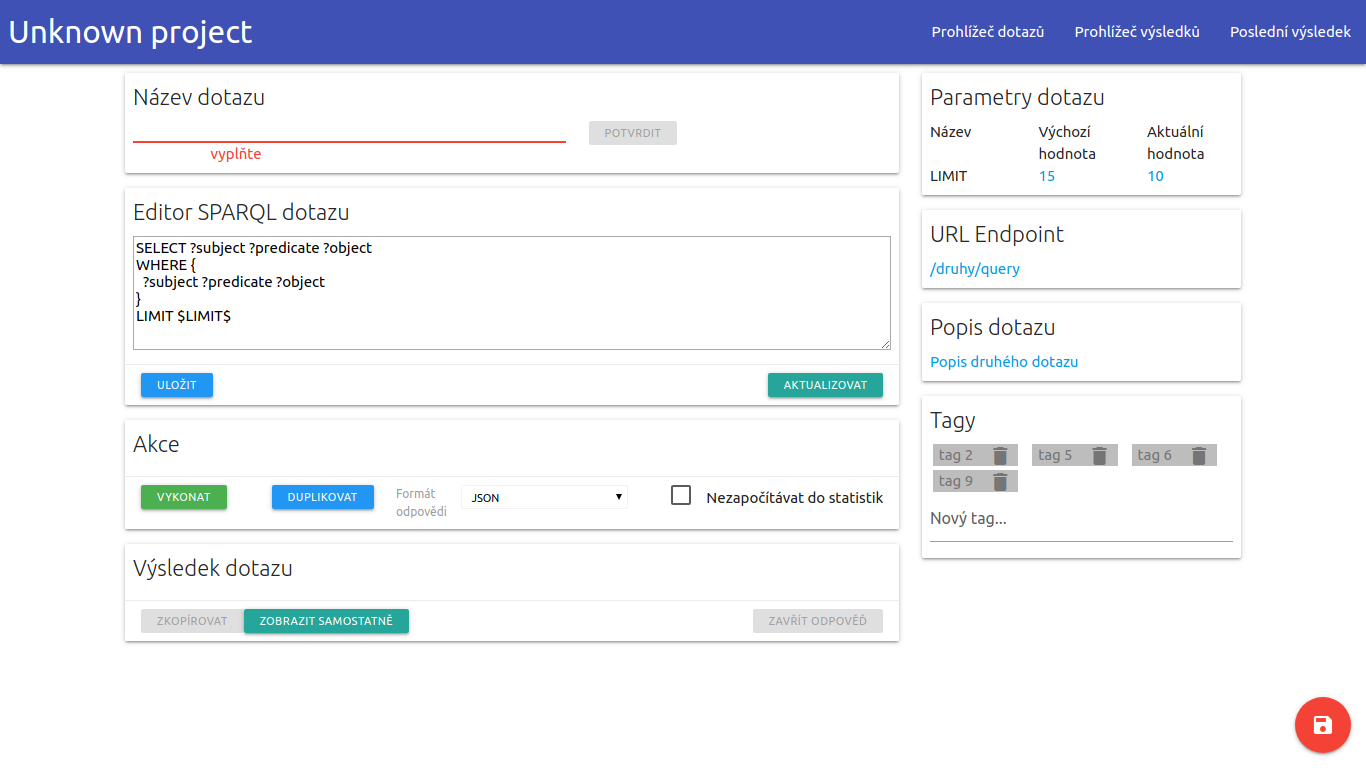 Unknown project
Prohlížeč dotazů Prohlížeč výsledků Poslední výsledek
Název dotazu
POTVRDIT
vyplňte
Editor SPARQL dotazu
SELECT ?subject ?predicate ?object
WHERE {
  ?subject ?predicate ?object
}
LIMIT $LIMIT$
ULOŽIT AKTUALIZOVAT
Akce
VYKONAT DUPLIKOVAT Formát odpovědi JSON Nezapočítávat do statistik
Výsledek dotazu
ZKOPÍROVAT ZOBRAZIT SAMOSTATNĚ ZAVŘÍT ODPOVĚĎ
Parametry dotazu
Název Výchozí hodnota Aktuální hodnota
LIMIT 15 10
URL Endpoint
/druhy/query
Popis dotazu
Popis druhého dotazu
Tagy
tag 2 tag 5 tag 6
tag 9
Nový tag...